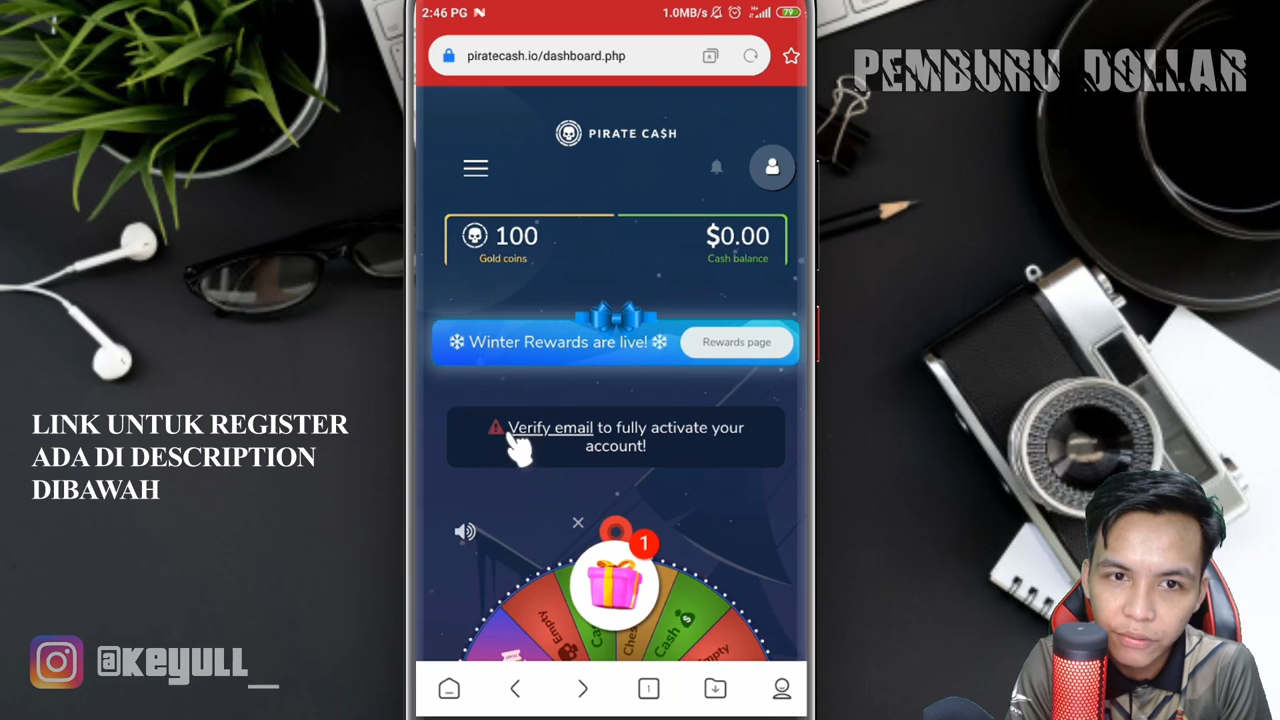 2:46 PG
1.0MB/s
79
piratecash.io/dashboard.php
A
PIRATE CA$H
100
Gold coins
$0.00
Cash balance
Winter Rewards are live!
Rewards page
Verify email to fully activate your
account!
1
Empty
Cash
Empty
1
PEMBURU DOLLAR
LINK UNTUK REGISTER
ADA DI DESCRIPTION
DIBAWAH
@KEYULL_